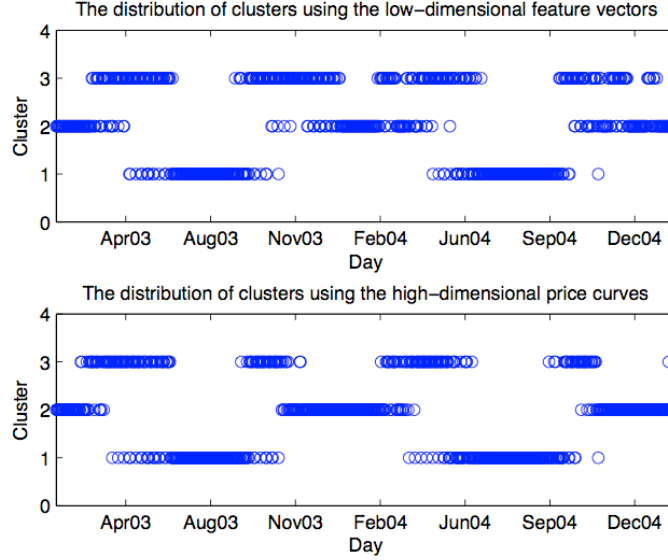 The distribution of clusters using the low-dimensional feature vectors
4
3
2
1
0
Cluster
Apr03 Aug03 Nov03 Feb04 Jun04 Sep04 Dec04
Day
The distribution of clusters using the high-dimensional price curves
4
3
2
1
0
Cluster
Apr03 Aug03 Nov03 Feb04 Jun04 Sep04 Dec04
Day